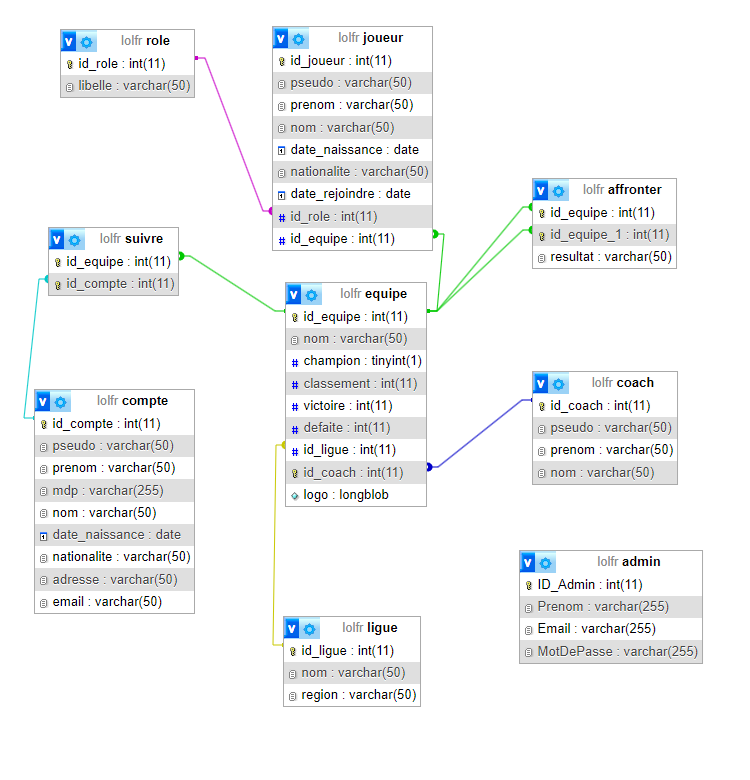 v lolfr role
id_role : int(11)
libelle : varchar(50)
v lolfr joueur
id_joueur : int(11)
pseudo : varchar(50)
prenom : varchar(50)
nom : varchar(50)
date_naissance : date
nationalite : varchar(50)
date_rejoindre : date
# id_role : int(11)
# id_equipe : int(11)
v lolfr affronter
id_equipe : int(11)
id_equipe_1 : int(11)
resultat : varchar(50)
v lolfr suivre
id_equipe : int(11)
id_compte : int(11)
v lolfr equipe
id_equipe : int(11)
nom : varchar(50)
# champion : tinyint(1)
# classement : int(11)
# victoire : int(11)
# defaite : int(11)
# id_ligue : int(11)
id_coach : int(11)
logo : longblob
v lolfr coach
id_coach : int(11)
pseudo : varchar(50)
prenom : varchar(50)
nom : varchar(50)
v lolfr compte
id_compte : int(11)
pseudo : varchar(50)
prenom : varchar(50)
mdp : varchar(255)
nom : varchar(50)
date_naissance : date
nationalite : varchar(50)
adresse : varchar(50)
email : varchar(50)
v lolfr admin
ID_Admin : int(11)
Prenom : varchar(255)
Email : varchar(255)
MotDePasse : varchar(255)
v lolfr ligue
id_ligue : int(11)
nom : varchar(50)
region : varchar(50)